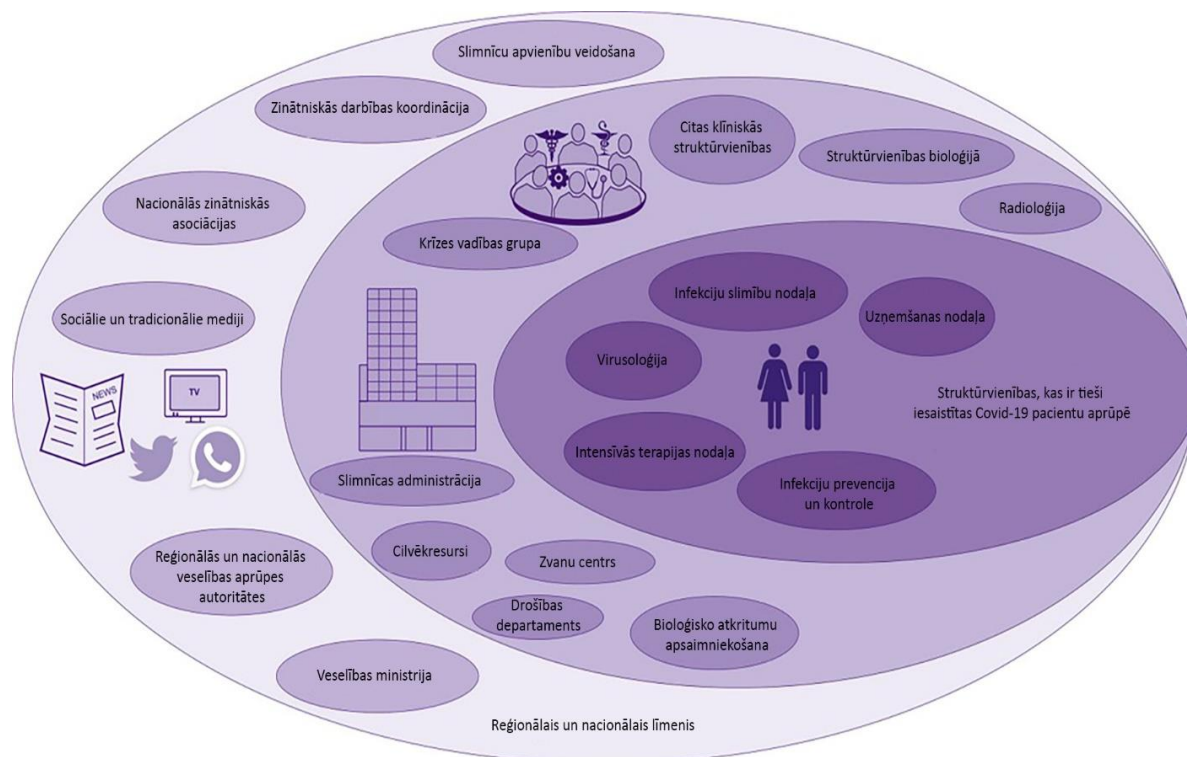 Slimnīcu apvienību veidošana
Zinātniskās darbības koordinācija
Citas klīniskās
struktūrvienības
Struktūrvienības bioloģijā
Nacionālās zinātniskās
asociācijas
Radioloģija
Krīzes vadības grupa
Infekciju slimību nodaļa
Uzņemšanas nodaļa
Sociālie un tradicionālie mediji
Virusoloģija
NEWS
TV
Struktūrvienības, kas ir tieši
iesaistītas Covid-19 pacientu aprūpē
Intensīvās terapijas nodaļa
Slimnīcas administrācija
Infekciju prevencija
un kontrole
Cilvēkresursi
Zvanu centrs
Reģionālās un nacionālās
veselības aprūpes
autoritātes
Drošības
departaments
Bioloģisko atkritumu
apsaimniekošana
Veselības ministrija
Reģionālais un nacionālais līmenis